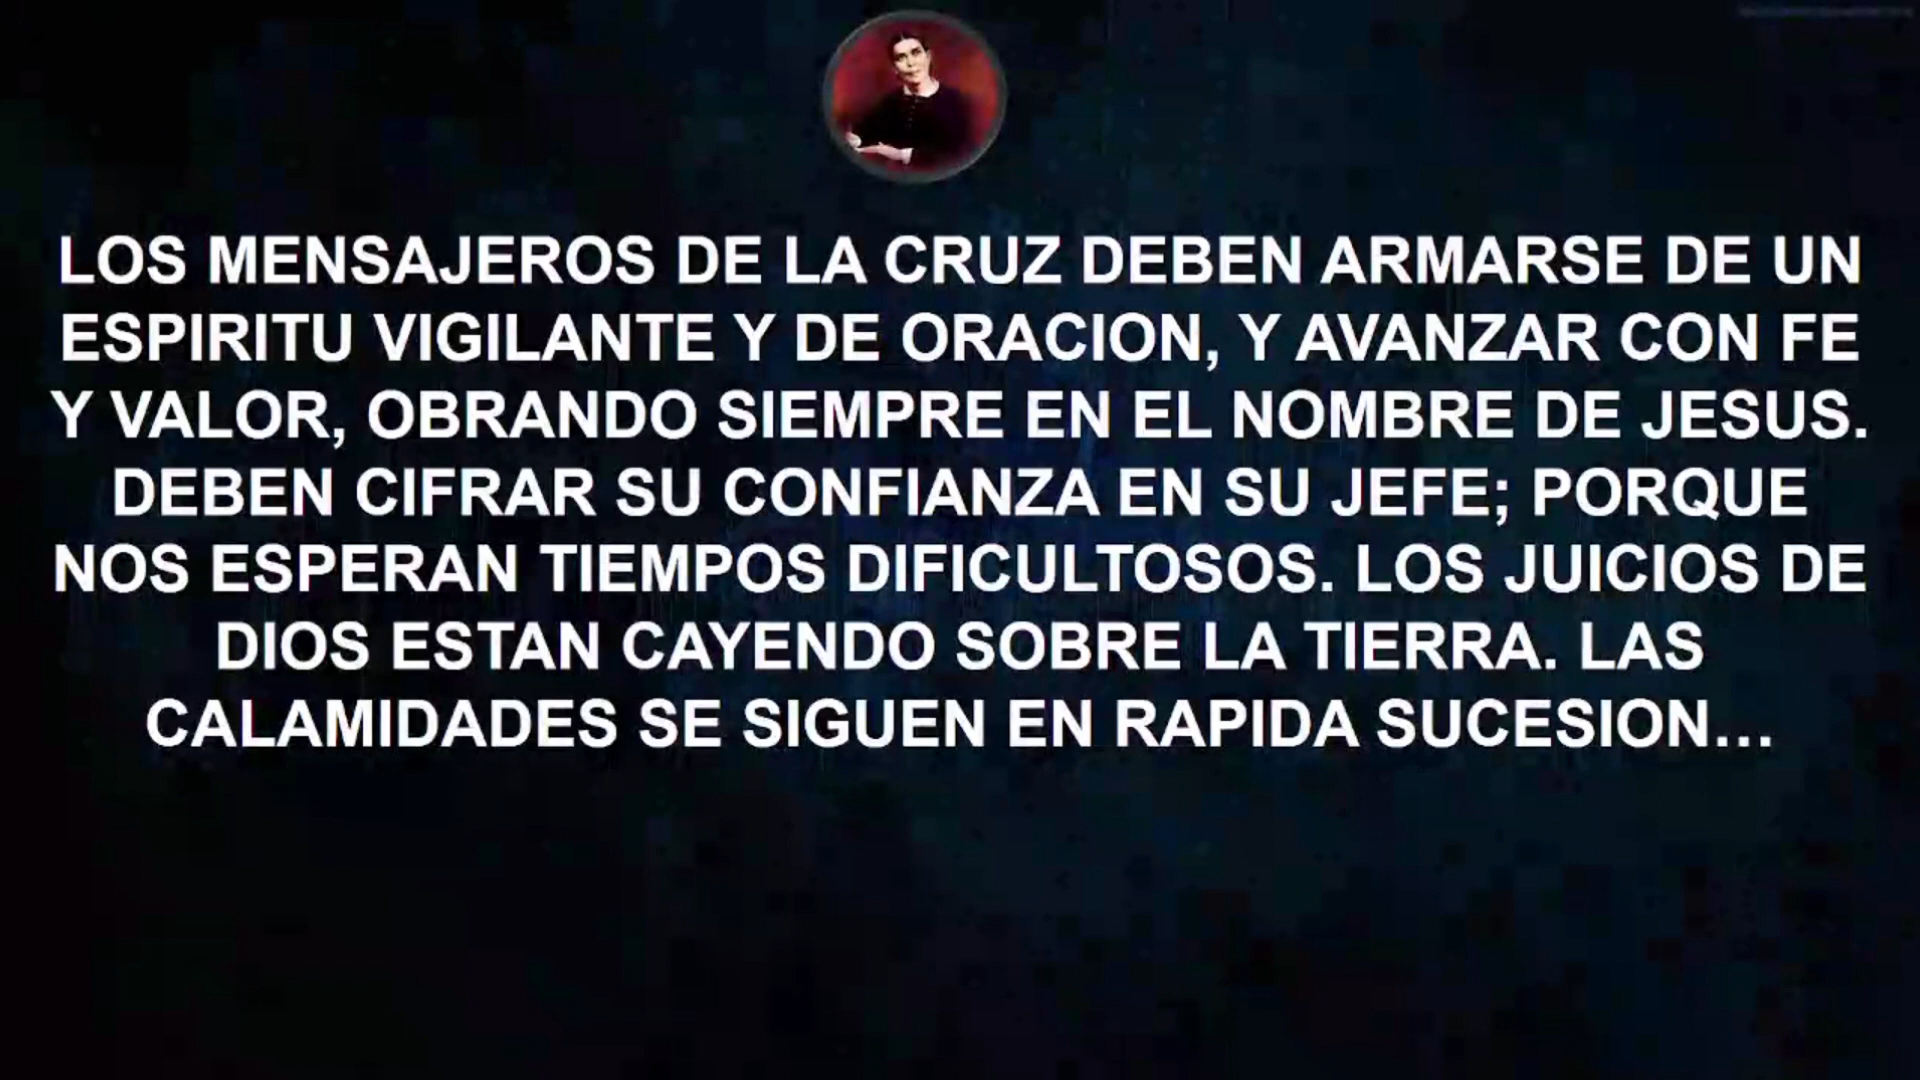 LOS MENSAJEROS DE LA CRUZ DEBEN ARMARSE DE UN
ESPIRITU VIGILANTE Y DE ORACION, Y AVANZAR CON FE
Y VALOR, OBRANDO SIEMPRE EN EL NOMBRE DE JESUS.
DEBEN CIFRAR SU CONFIANZA EN SU JEFE; PORQUE
NOS ESPERAN TIEMPOS DIFICULTOSOS. LOS JUICIOS DE
DIOS ESTAN CAYENDO SOBRE LA TIERRA. LAS
CALAMIDADES SE SIGUEN EN RAPIDA SUCESION...